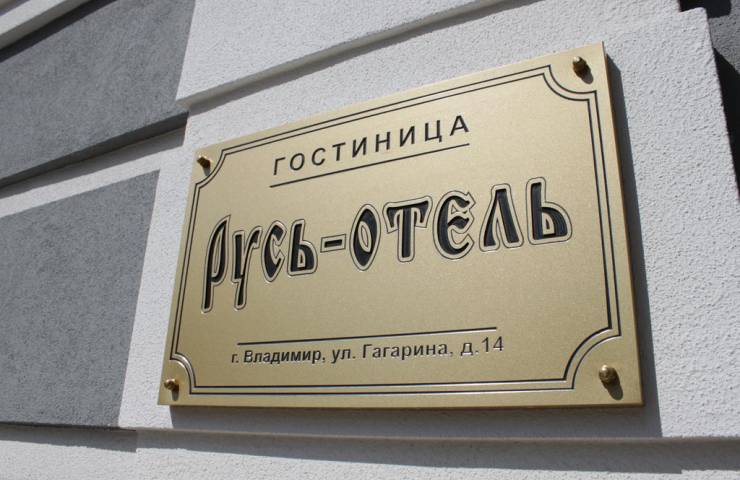 ГОСТИНИЦА
Русь-отель
г. Владимир, ул. Гагарина, д.14